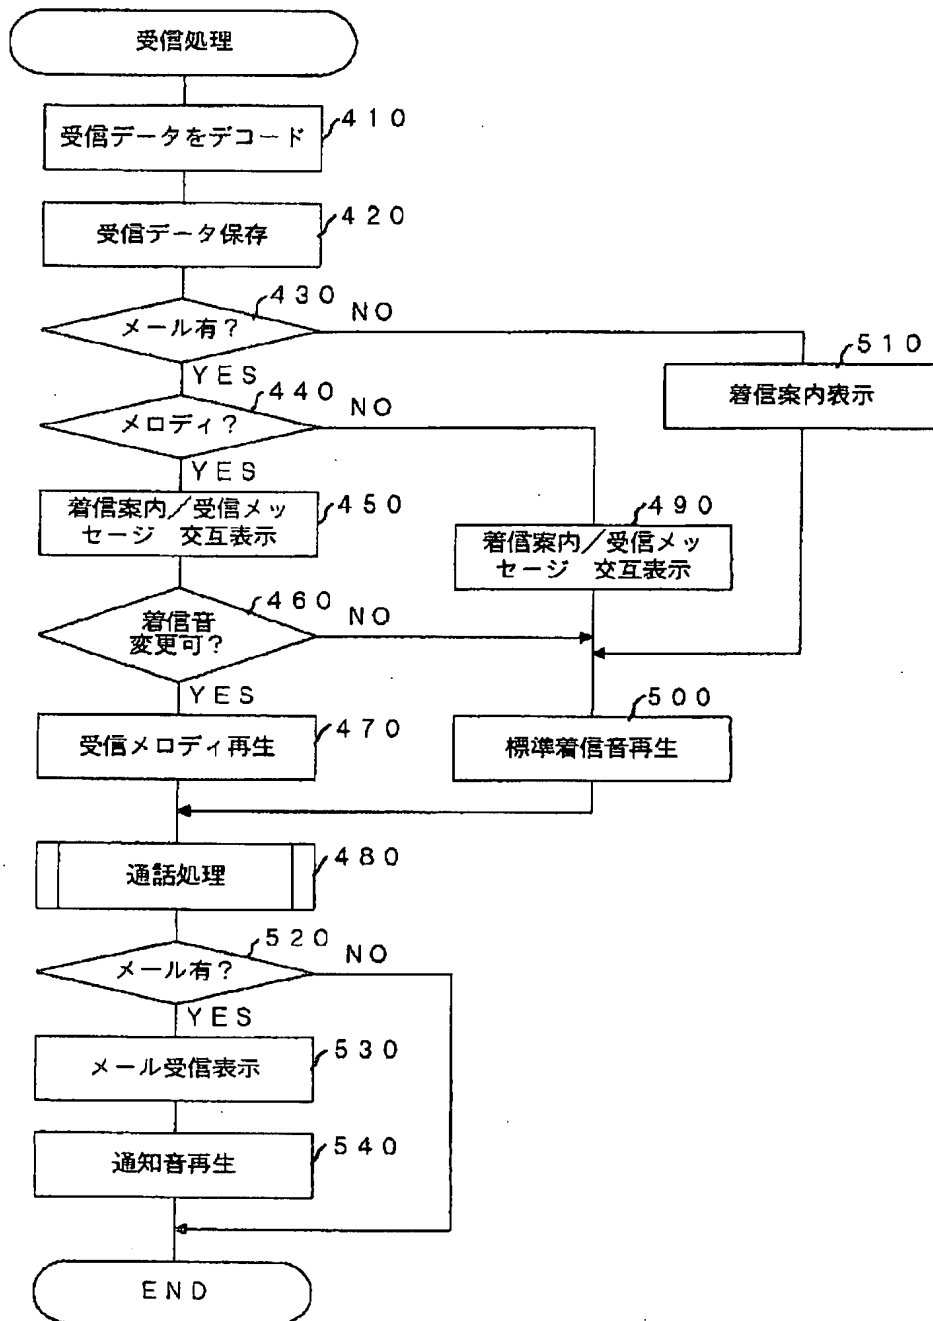 受信処理
受信データをデコード
410
受信データ保存
420
メール有？
430
NO
YES
510
着信案内表示
メロディ？
440
NO
YES
着信案内／受信メッ
セージ　交互表示
450
490
着信案内／受信メッ
セージ　交互表示
着信音
変更可？
460
NO
YES
受信メロディ再生
470
500
標準着信音再生
通話処理
480
メール有？
520
NO
YES
メール受信表示
530
通知音再生
540
END